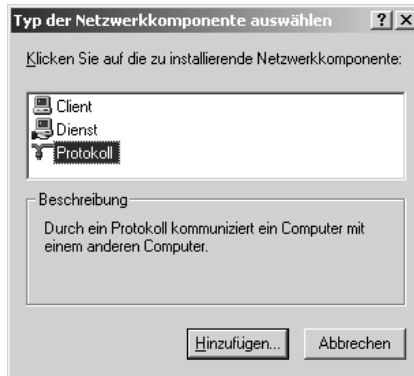 Typ der Netzwerkkomponente auswählen
Klicken Sie auf die zu installierende Netzwerkkomponente:
Client
Dienst
Protokoll
Beschreibung
Durch ein Protokoll kommuniziert ein Computer mit
einem anderen Computer.
Hinzufügen... Abbrechen